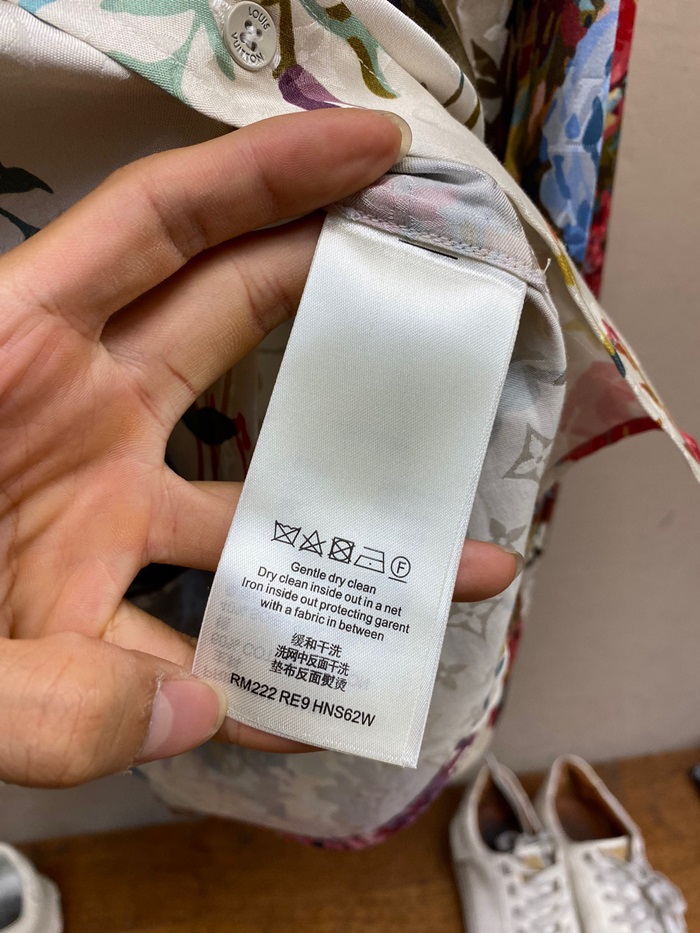 LOUIS
VUITTON
F
Gentle dry clean
Dry clean inside out in a net
Iron inside out protecting garent
with a fabric in between
缓和干洗
洗网中反面干洗
垫布反面熨烫
RM222 RE9 HNS62W